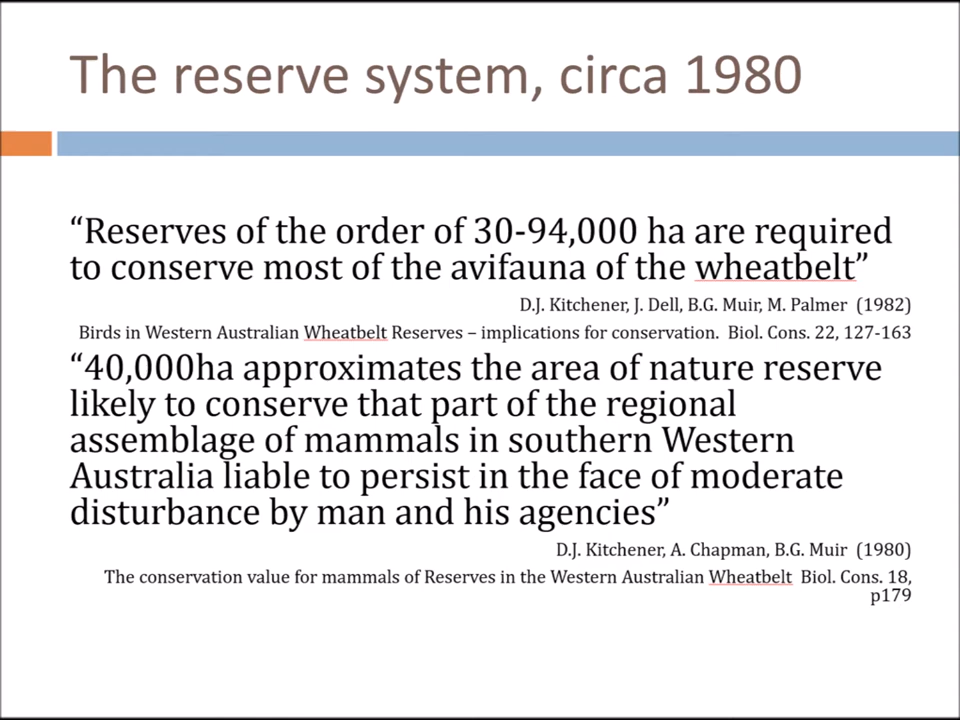 The reserve system, circa 1980
“Reserves of the order of 30-94,000 ha are required
to conserve most of the avifauna of the wheatbelt”
D.J. Kitchener, J. Dell, B.G. Muir, M. Palmer (1982)
Birds in Western Australian Wheatbelt Reserves – implications for conservation. Biol. Cons. 22, 127-163
“40,000ha approximates the area of nature reserve
likely to conserve that part of the regional
assemblage of mammals in southern Western
Australia liable to persist in the face of moderate
disturbance by man and his agencies”
D.J. Kitchener, A. Chapman, B.G. Muir (1980)
The conservation value for mammals of Reserves in the Western Australian Wheatbelt Biol. Cons. 18,
p179